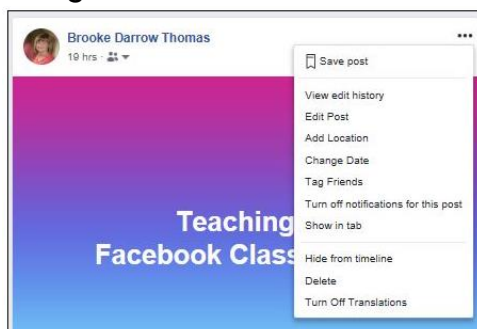 Brooke Darrow Thomas
19 hrs
Save post
View edit history
Edit Post
Add Location
Change Date
Tag Friends
Turn off notifications for this post
Show in tab
Hide from timeline
Delete
Turn Off Translations
Teaching
Facebook Class